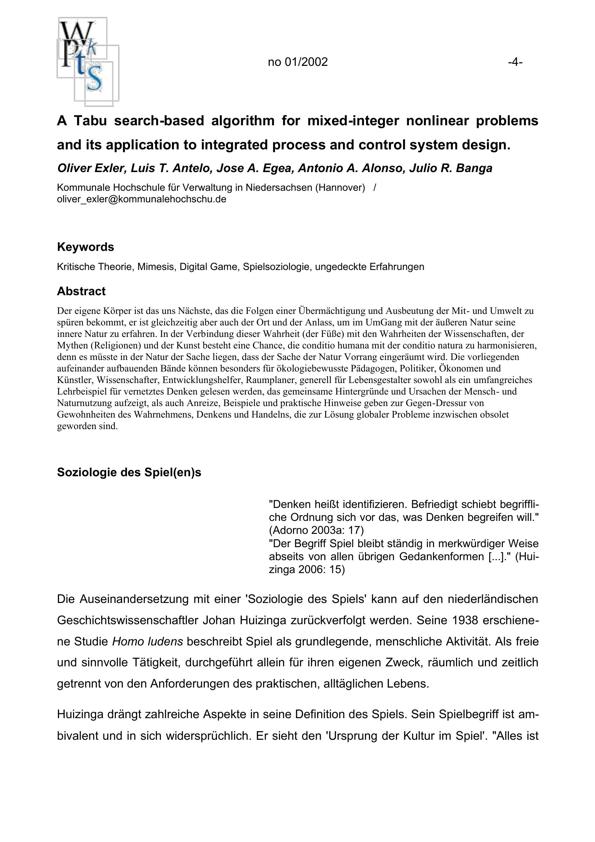 W
Pkts
no 01/2002
-4-
A Tabu search-based algorithm for mixed-integer nonlinear problems
and its application to integrated process and control system design.
Oliver Exler, Luis T. Antelo, Jose A. Egea, Antonio A. Alonso, Julio R. Banga
Kommunale Hochschule für Verwaltung in Niedersachsen (Hannover) /
oliver_exler@kommunalehochschu.de
Keywords
Kritische Theorie, Mimesis, Digital Game, Spielsoziologie, ungedeckte Erfahrungen
Abstract
Der eigene Körper ist das uns Nächste, das die Folgen einer Übermächtigung und Ausbeutung der Mit- und Umwelt zu
spüren bekommt, er ist gleichzeitig aber auch der Ort und der Anlass, um im UmGang mit der äußeren Natur seine
innere Natur zu erfahren. In der Verbindung dieser Wahrheit (der Füße) mit den Wahrheiten der Wissenschaften, der
Mythen (Religionen) und der Kunst besteht eine Chance, die conditio humana mit der conditio natura zu harmonisieren,
denn es müsste in der Natur der Sache liegen, dass der Sache der Natur Vorrang eingeräumt wird. Die vorliegenden
aufeinander aufbauenden Bände können besonders für ökologiebewusste Pädagogen, Politiker, Ökonomen und
Künstler, Wissenschafter, Entwicklungshelfer, Raumplaner, generell für Lebensgestalter sowohl als ein umfangreiches
Lehrbeispiel für vernetztes Denken gelesen werden, das gemeinsame Hintergründe und Ursachen der Mensch- und
Naturnutzung aufzeigt, als auch Anreize, Beispiele und praktische Hinweise geben zur Gegen-Dressur von
Gewohnheiten des Wahrnehmens, Denkens und Handelns, die zur Lösung globaler Probleme inzwischen obsolet
geworden sind.
Soziologie des Spiel(en)s
"Denken heißt identifizieren. Befriedigt schiebt begriffli-
che Ordnung sich vor das, was Denken begreifen will."
(Adorno 2003a: 17)
"Der Begriff Spiel bleibt ständig in merkwürdiger Weise
abseits von allen übrigen Gedankenformen [...]." (Hui-
zinga 2006: 15)
Die Auseinandersetzung mit einer 'Soziologie des Spiels' kann auf den niederländischen
Geschichtswissenschaftler Johan Huizinga zurückverfolgt werden. Seine 1938 erschiene-
ne Studie Homo ludens beschreibt Spiel als grundlegende, menschliche Aktivität. Als freie
und sinnvolle Tätigkeit, durchgeführt allein für ihren eigenen Zweck, räumlich und zeitlich
getrennt von den Anforderungen des praktischen, alltäglichen Lebens.
Huizinga drängt zahlreiche Aspekte in seine Definition des Spiels. Sein Spielbegriff ist am-
bivalent und in sich widersprüchlich. Er sieht den 'Ursprung der Kultur im Spiel'. "Alles ist